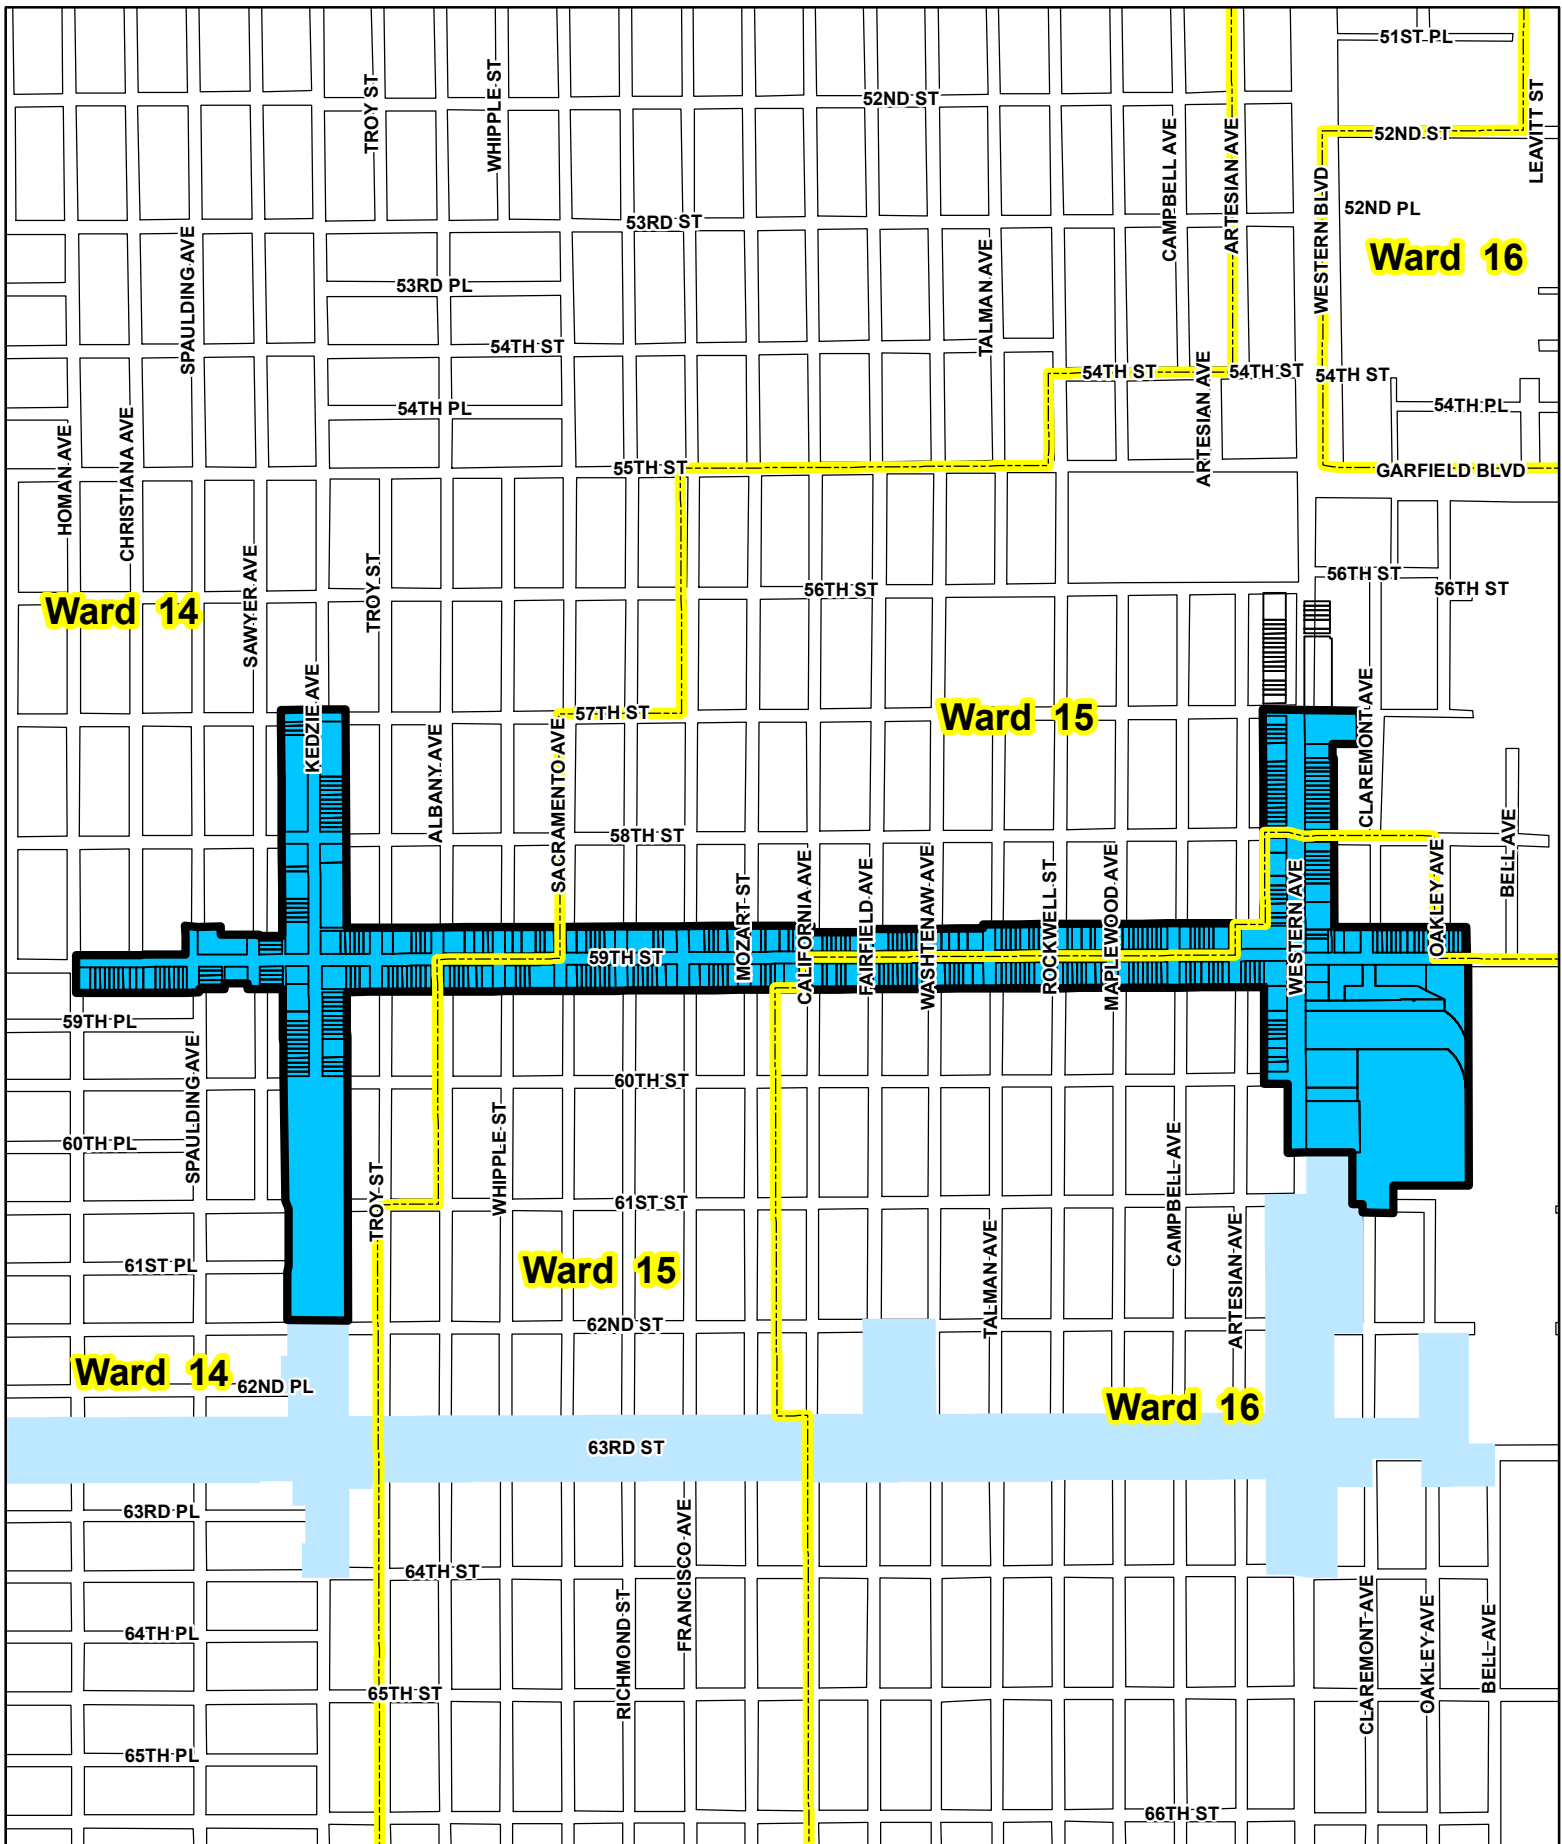 51ST PL
TROY ST
WHIPPLE ST
52ND ST
LEAVITT ST
52ND ST
CAMPBELL AVE
ARTESIAN AVE
WESTERN BLVD
52ND PL
53RD ST
SPAULDING AVE
TALMAN AVE
Ward 16
53RD PL
54TH ST
54TH ST
54TH ST
54TH ST
ARTESIAN AVE
54TH PL
54TH PL
HOMAN AVE
CHRISTIANA AVE
55TH ST
GARFIELD BLVD
SAWYER AVE
TROY ST
56TH ST
56TH ST
56TH ST
Ward 14
KEDZIE AVE
57TH ST
Ward 15
CLAREMONT AVE
ALBANY AVE
SACRAMENTO AVE
58TH ST
MOZART ST
CALIFORNIA AVE
FAIRFIELD AVE
WASHTENAW AVE
ROCKWELL ST
MAPLEWOOD AVE
WESTERN AVE
OAKLEY AVE
BELL AVE
59TH ST
59TH PL
SPAULDING AVE
60TH ST
60TH PL
WHIPPLE ST
CAMPBELL AVE
TROY ST
61ST ST
61ST PL
Ward 15
TALMAN AVE
ARTESIAN AVE
62ND ST
Ward 14
62ND PL
Ward 16
63RD ST
63RD PL
FRANCISCO AVE
64TH ST
RICHMOND ST
CLAREMONT AVE
OAKLEY AVE
BELL AVE
64TH PL
65TH ST
65TH PL
66TH ST